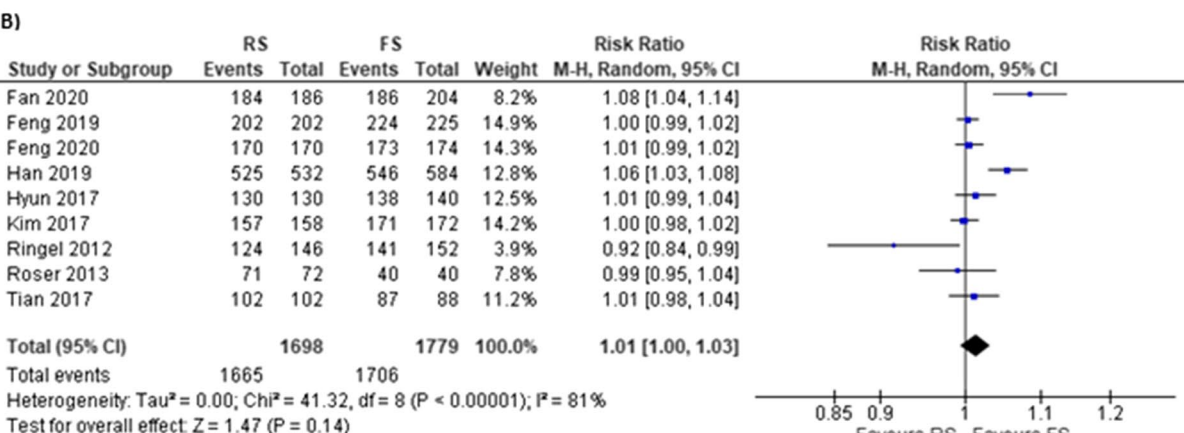 B)
RS FS Risk Ratio Risk Ratio
Study or Subgroup Events Total Events Total Weight M-H, Random, 95% CI M-H, Random, 95% CI
Fan 2020 184 186 186 204 8.2% 1.08 [1.04, 1.14]
Feng 2019 202 202 224 225 14.9% 1.00 [0.99, 1.02]
Feng 2020 170 170 173 174 14.3% 1.01 [0.99, 1.02]
Han 2019 525 532 546 584 12.8% 1.06 [1.03, 1.08]
Hyun 2017 130 130 138 140 12.5% 1.01 [0.99, 1.04]
Kim 2017 157 158 171 172 14.2% 1.00 [0.98, 1.02]
Ringel 2012 124 146 141 152 3.9% 0.92 [0.84, 0.99]
Roser 2013 71 72 40 40 7.8% 0.99 [0.95, 1.04]
Tian 2017 102 102 87 88 11.2% 1.01 [0.98, 1.04]
Total (95% CI) 1698 1779 100.0% 1.01 [1.00, 1.03]
Total events 1665 1706
Heterogeneity: Tau² = 0.00; Chi² = 41.32, df = 8 (P < 0.00001); I² = 81%
Test for overall effect: Z = 1.47 (P = 0.14)
0.85 0.9 1 1.1 1.2
Favours RS Favours FS